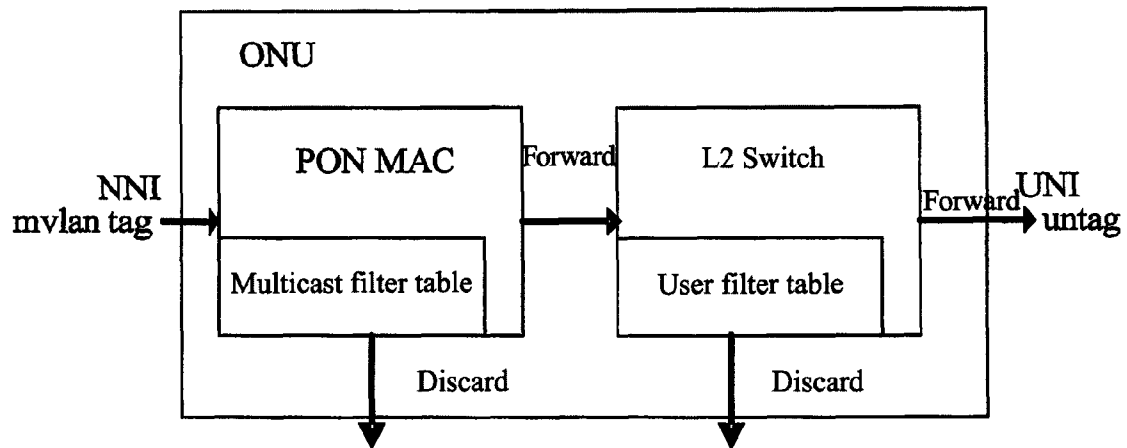 ONU
PON MAC
Forward
L2 Switch
NNI
mvlan tag
Forward
UNI
untag
Multicast filter table
User filter table
Discard
Discard